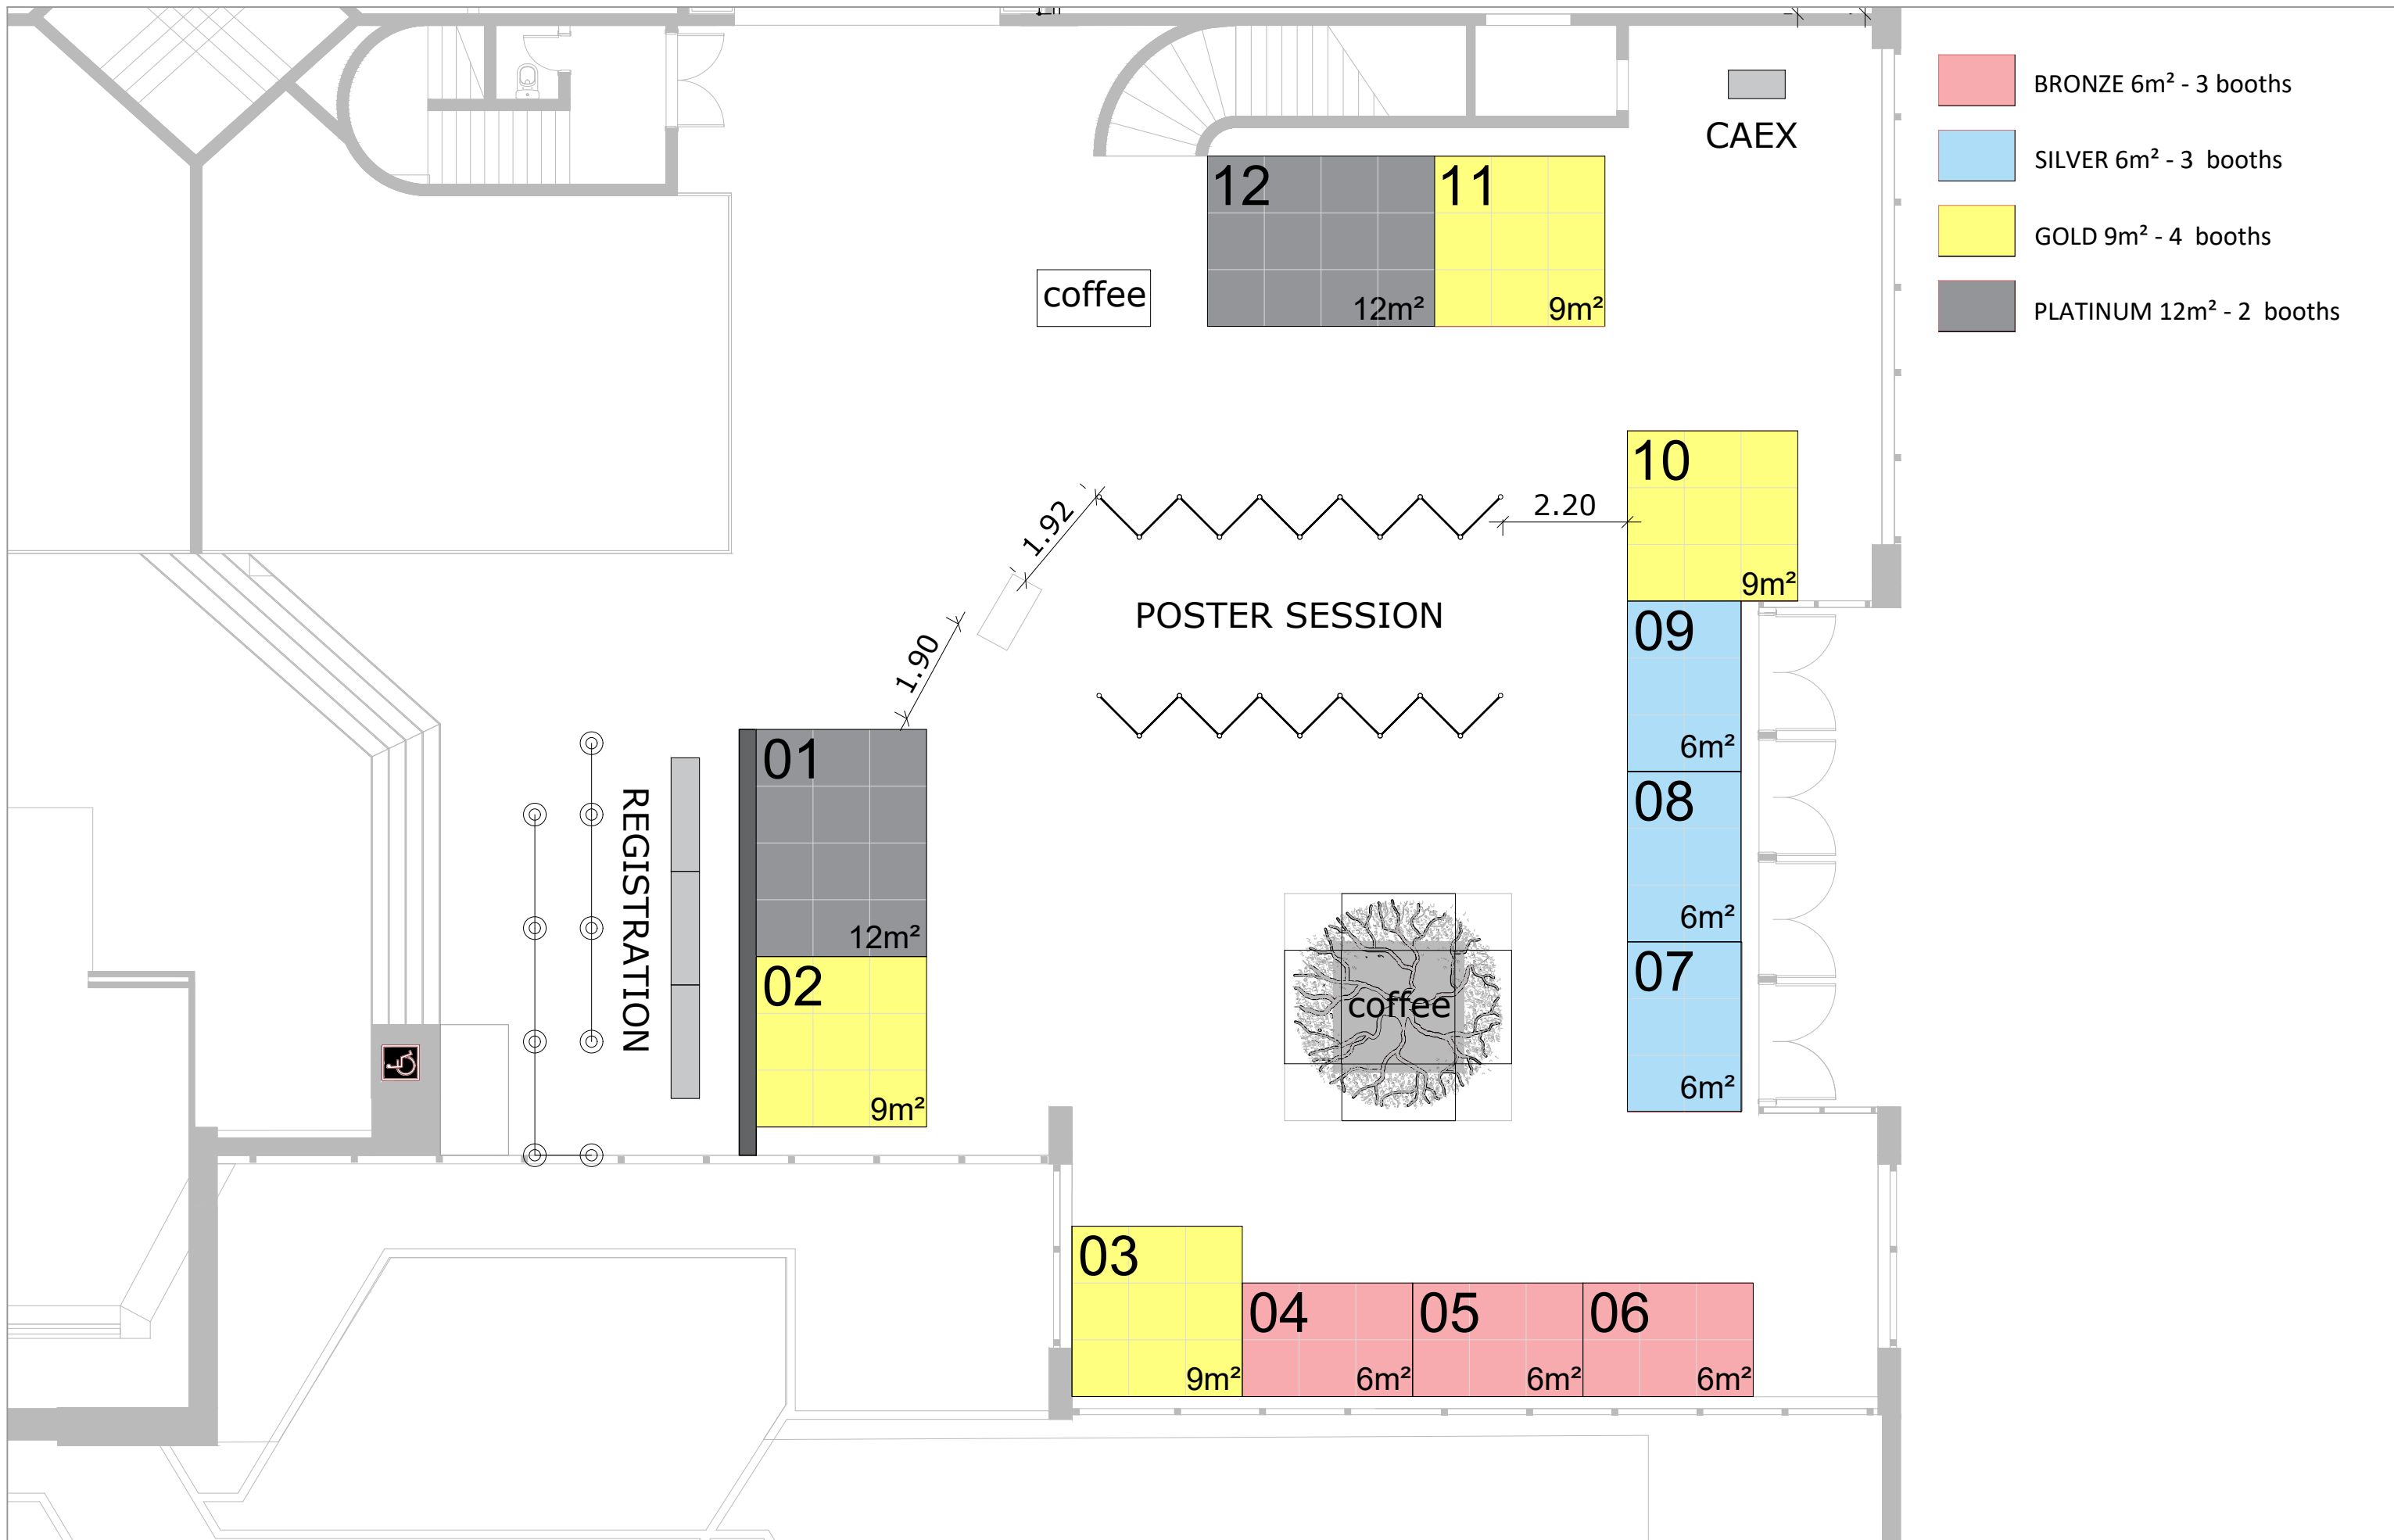 BRONZE 6m² - 3 booths
SILVER 6m² - 3 booths
GOLD 9m² - 4 booths
PLATINUM 12m² - 2 booths
CAEX
12
12m²
11
9m²
coffee
10
9m²
1.92
2.20
POSTER SESSION
1.90
09
6m²
08
6m²
07
6m²
REGISTRATION
01
12m²
02
9m²
coffee
03
9m²
04
6m²
05
6m²
06
6m²